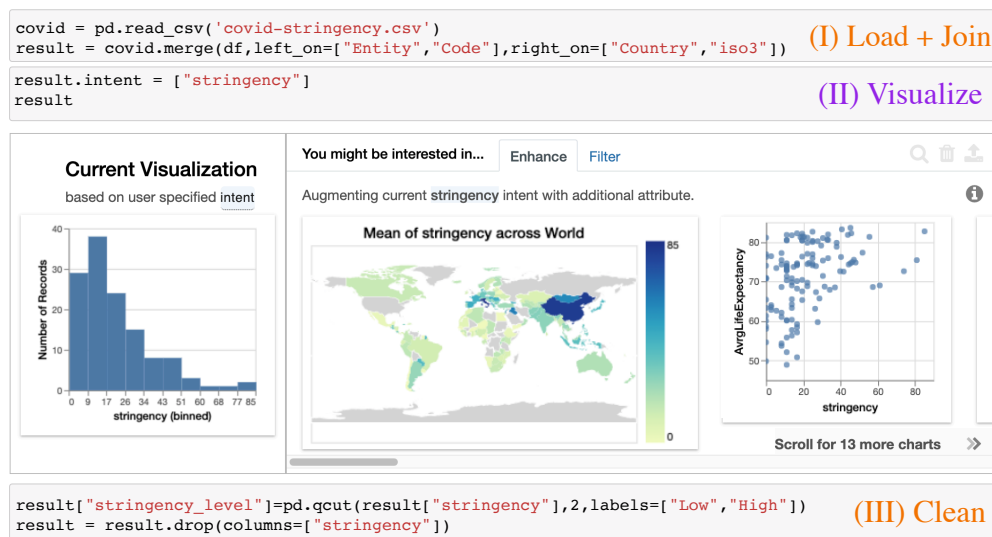 covid = pd.read_csv('covid-stringency.csv')
result = covid.merge(df,left_on=["Entity","Code"],right_on=["Country","iso3"])
(I) Load + Join
result.intent = ["stringency"]
result
(II) Visualize
Current Visualization
based on user specified intent
40
30
20
10
0
Number of Records
0 9 17 26 34 43 51 60 68 77 85
stringency (binned)
You might be interested in... Enhance Filter
Augmenting current stringency intent with additional attribute.
Mean of stringency across World
85
0
80
70
60
50
AvrgLifeExpectancy
0 20 40 60 80
stringency
Scroll for 13 more charts
result["stringency_level"]=pd.qcut(result["stringency"],2,labels=["Low","High"])
result = result.drop(columns=["stringency"])
(III) Clean